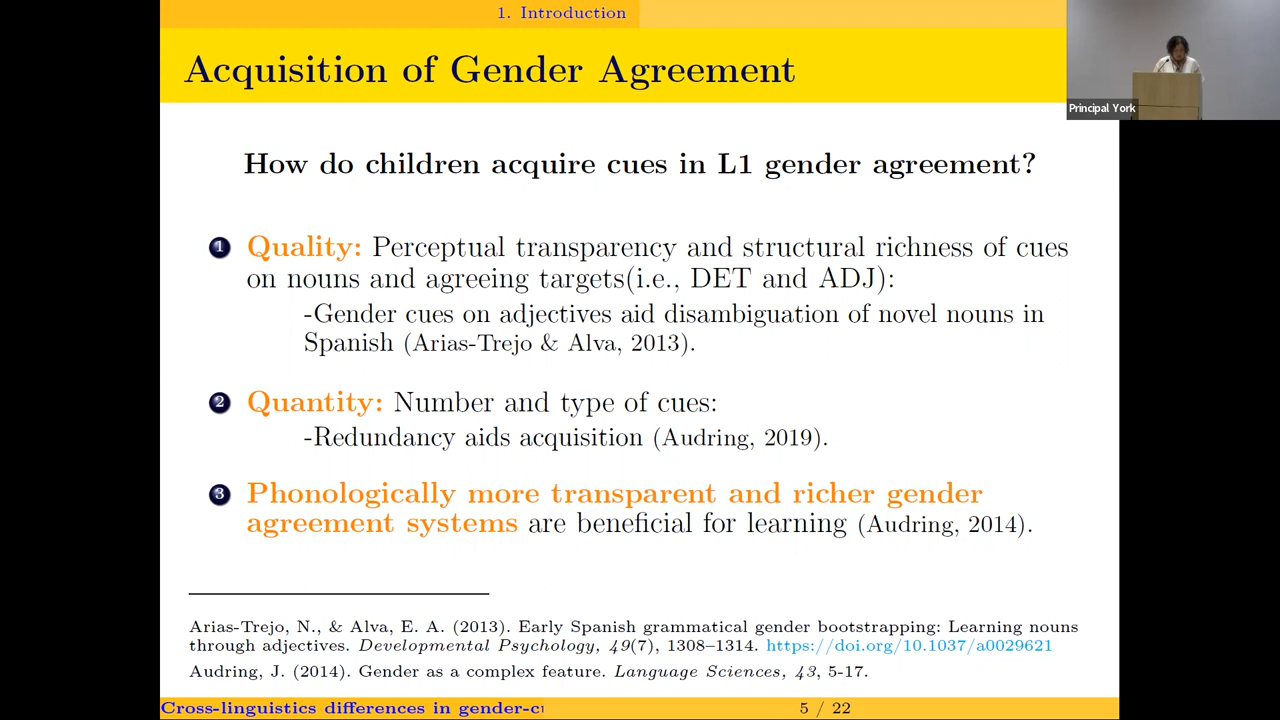 1. Introduction
Acquisition of Gender Agreement
Principal York
How do children acquire cues in L1 gender agreement?
1 Quality: Perceptual transparency and structural richness of cues
on nouns and agreeing targets(i.e., DET and ADJ):
-Gender cues on adjectives aid disambiguation of novel nouns in
Spanish (Arias-Trejo & Alva, 2013).
2 Quantity: Number and type of cues:
-Redundancy aids acquisition (Audring, 2019).
3 Phonologically more transparent and richer gender
agreement systems are beneficial for learning (Audring, 2014).
Arias-Trejo, N., & Alva, E. A. (2013). Early Spanish grammatical gender bootstrapping: Learning nouns
through adjectives. Developmental Psychology, 49(7), 1308–1314. https://doi.org/10.1037/a0029621
Audring, J. (2014). Gender as a complex feature. Language Sciences, 43, 5-17.
Cross-linguistics differences in gender-c
5 / 22